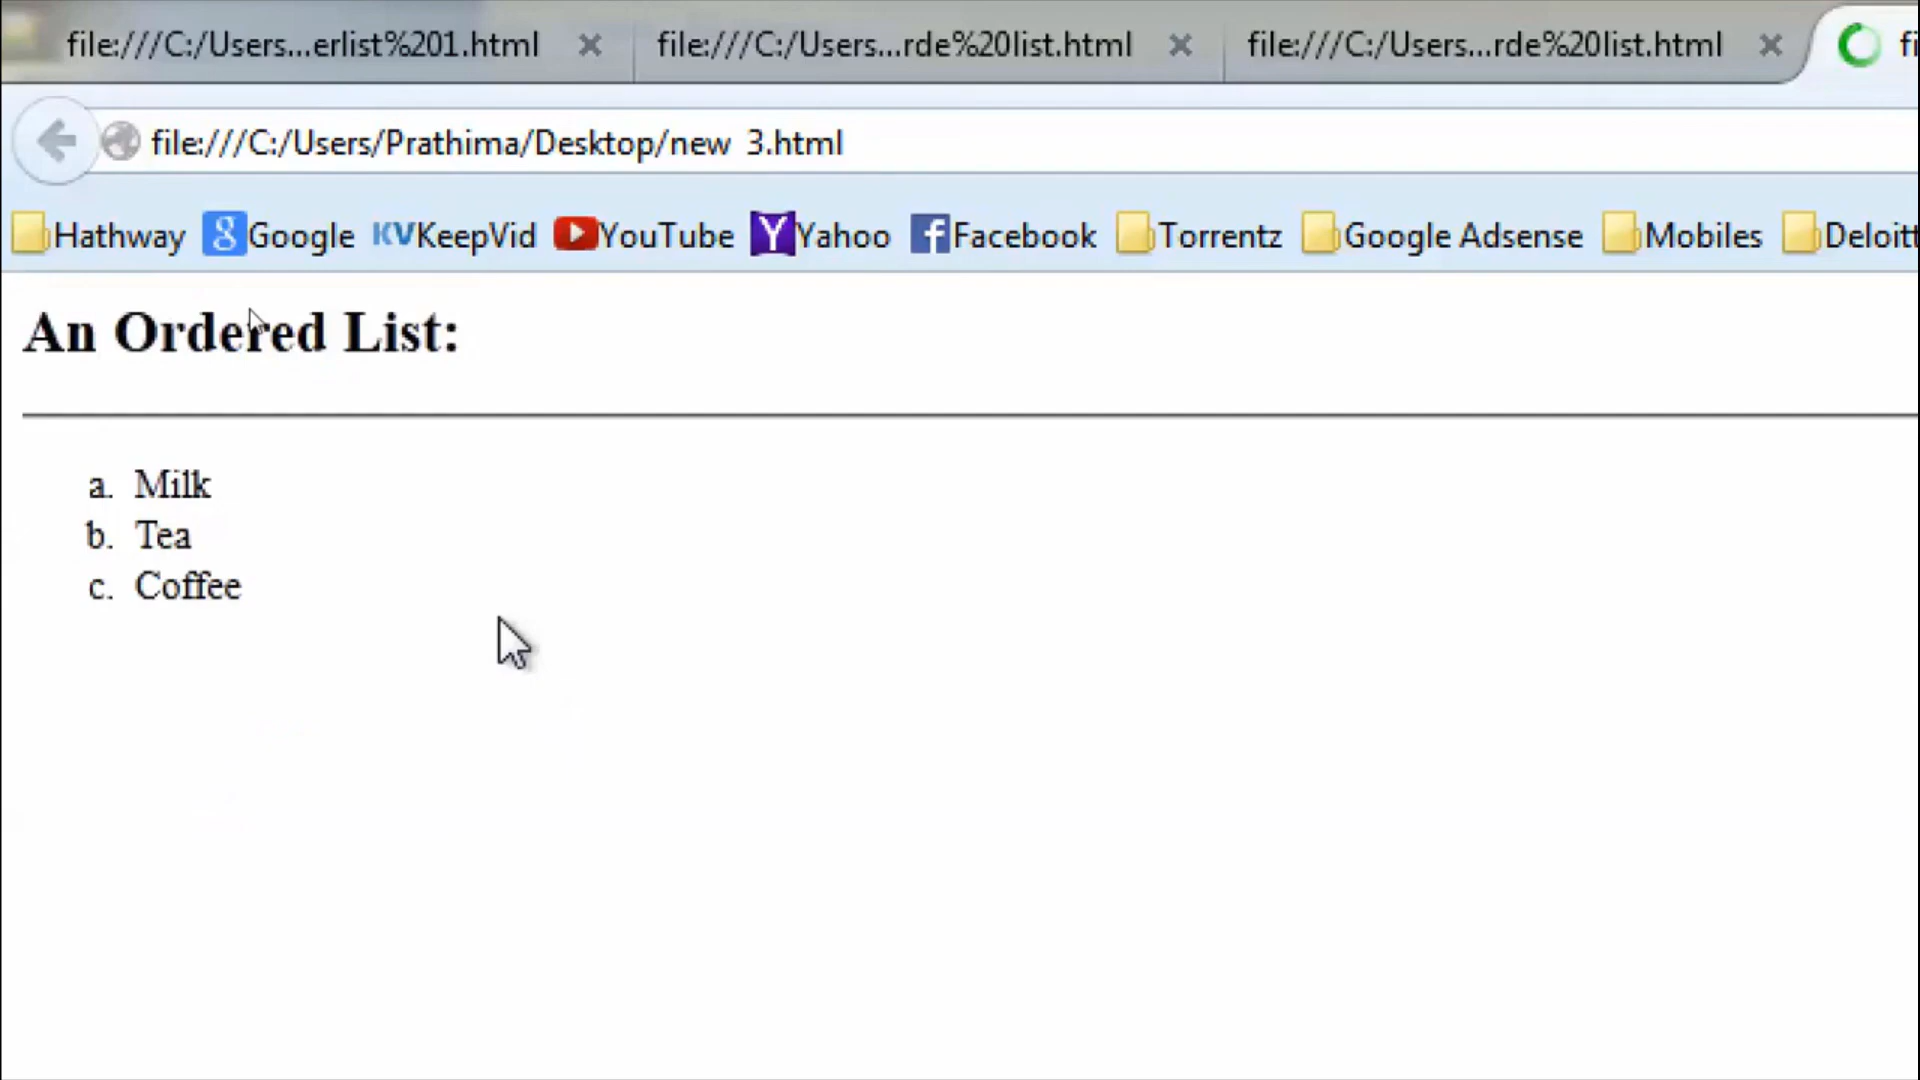 file:///C:/Users...erlist%201.html file:///C:/Users...rde%20list.html file:///C:/Users...rde%20list.html
file:///C:/Users/Prathima/Desktop/new 3.html
Hathway Google KVKeepVid YouTube Yahoo Facebook Torrentz Google Adsense Mobiles
An Ordered List:
a. Milk
b. Tea
c. Coffee